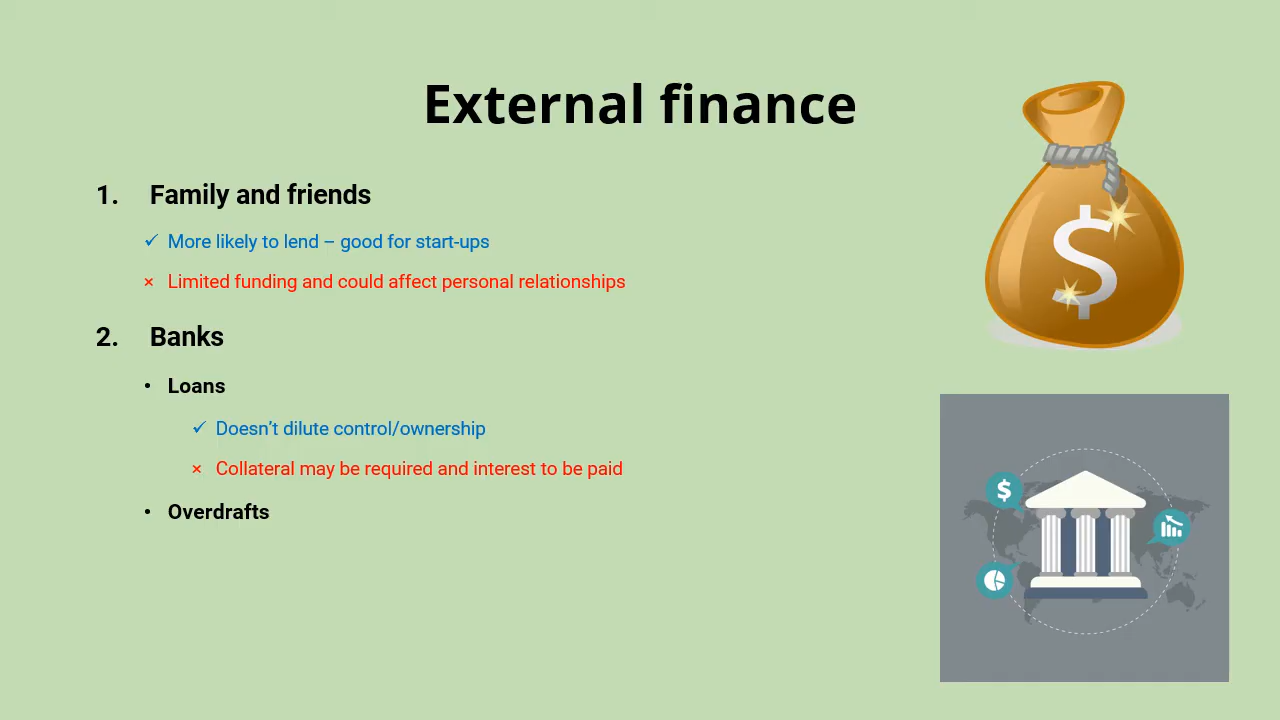 External finance
1. Family and friends
✓ More likely to lend – good for start-ups
× Limited funding and could affect personal relationships
2. Banks
• Loans
✓ Doesn’t dilute control/ownership
× Collateral may be required and interest to be paid
• Overdrafts
$
$